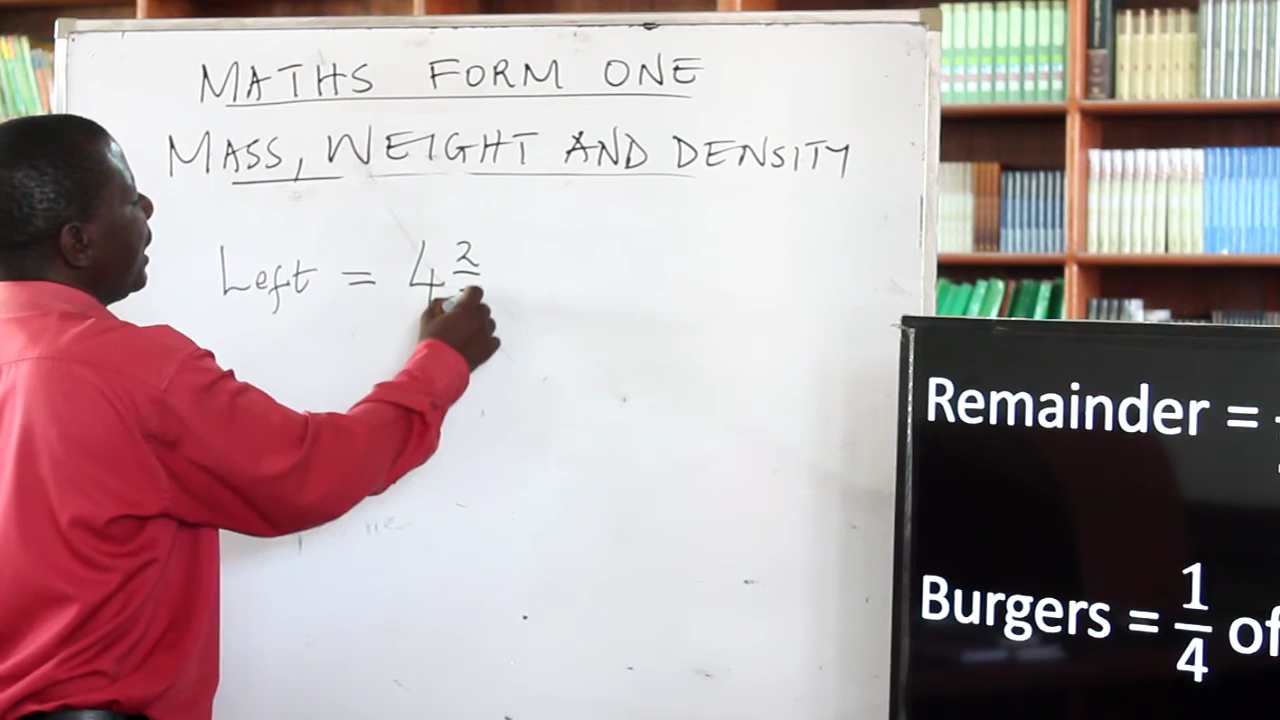 MATHS FORM ONE
MASS, WEIGHT AND DENSITY
Left = 4 2
Remainder =
Burgers = 1/4 of